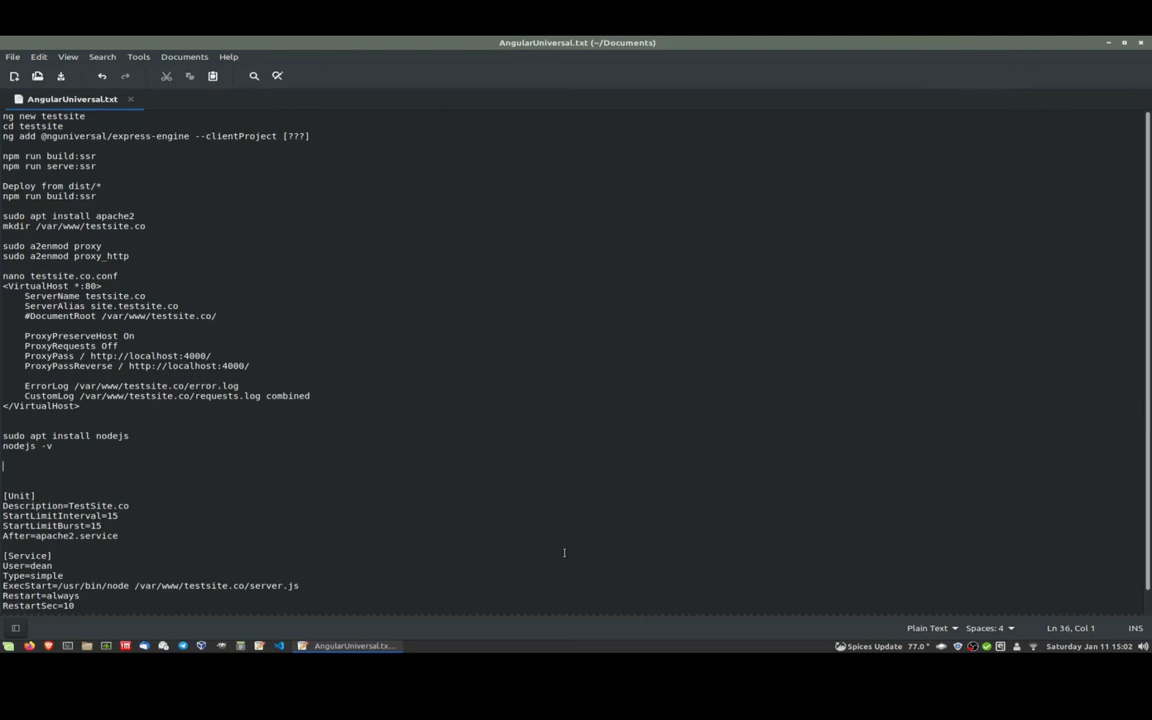 AngularUniversal.txt (~/Documents)
File Edit View Search Tools Documents Help
AngularUniversal.txt
ng new testsite
cd testsite
ng add @nguniversal/express-engine --clientProject [???]
npm run build:ssr
npm run serve:ssr
Deploy from dist/*
npm run build:ssr
sudo apt install apache2
mkdir /var/www/testsite.co
sudo a2enmod proxy
sudo a2enmod proxy_http
nano testsite.co.conf
<VirtualHost *:80>
ServerName testsite.co
ServerAlias site.testsite.co
#DocumentRoot /var/www/testsite.co/
ProxyPreserveHost On
ProxyRequests Off
ProxyPass / http://localhost:4000/
ProxyPassReverse / http://localhost:4000/
ErrorLog /var/www/testsite.co/error.log
CustomLog /var/www/testsite.co/requests.log combined
</VirtualHost>
sudo apt install nodejs
nodejs -v
[Unit]
Description=TestSite.co
StartLimitInterval=15
StartLimitBurst=15
After=apache2.service
[Service]
User=dean
Type=simple
ExecStart=/usr/bin/node /var/www/testsite.co/server.js
Restart=always
RestartSec=10
Plain Text Spaces: 4 Ln 36, Col 1 INS
AngularUniversal.tx... Spices Update 77.0° Saturday Jan 11 15:02